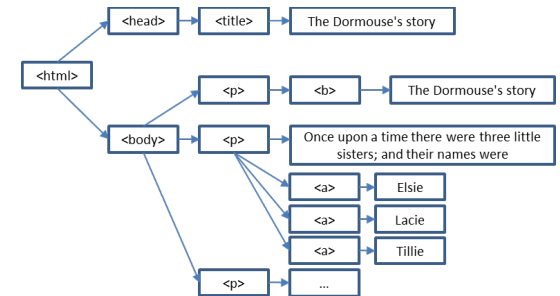 <head>
<title>
The Dormouse's story
<html>
<p>
<b>
The Dormouse's story
<body>
<p>
Once upon a time there were three little
sisters; and their names were
<a>
Elsie
<a>
Lacie
<a>
Tillie
<p>
...